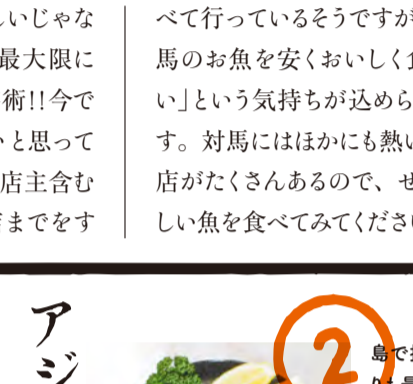 いじゃな
最大限に
術!!今で
と思って
店主含む
までをす
べて行っているそうですが
馬のお魚を安くおいしく
い」という気持ちが込めら
す。対馬にはほかにも熱い
店がたくさんあるので、ぜ
しい魚を食べてみてくださ
アジ
2
島で